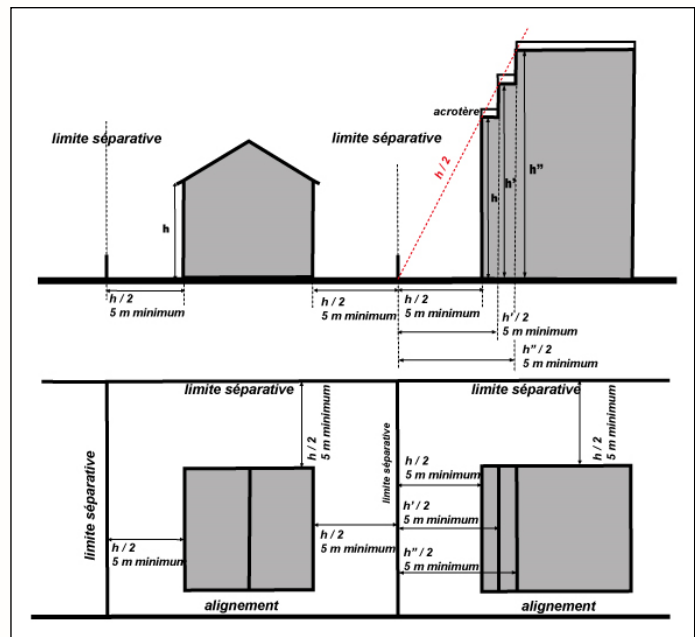 acrotère
limite séparative
limite séparative
h / 2
h
h
h'
h"
h / 2
5 m minimum
h / 2
5 m minimum
h / 2
5 m minimum
h' / 2
5 m minimum
h" / 2
5 m minimum
limite séparative
limite séparative
limite séparative
h / 2
5 m minimum
limite séparative
h / 2
5 m minimum
h / 2
5 m minimum
h' / 2
5 m minimum
h / 2
5 m minimum
h / 2
5 m minimum
h" / 2
5 m minimum
alignement
alignement